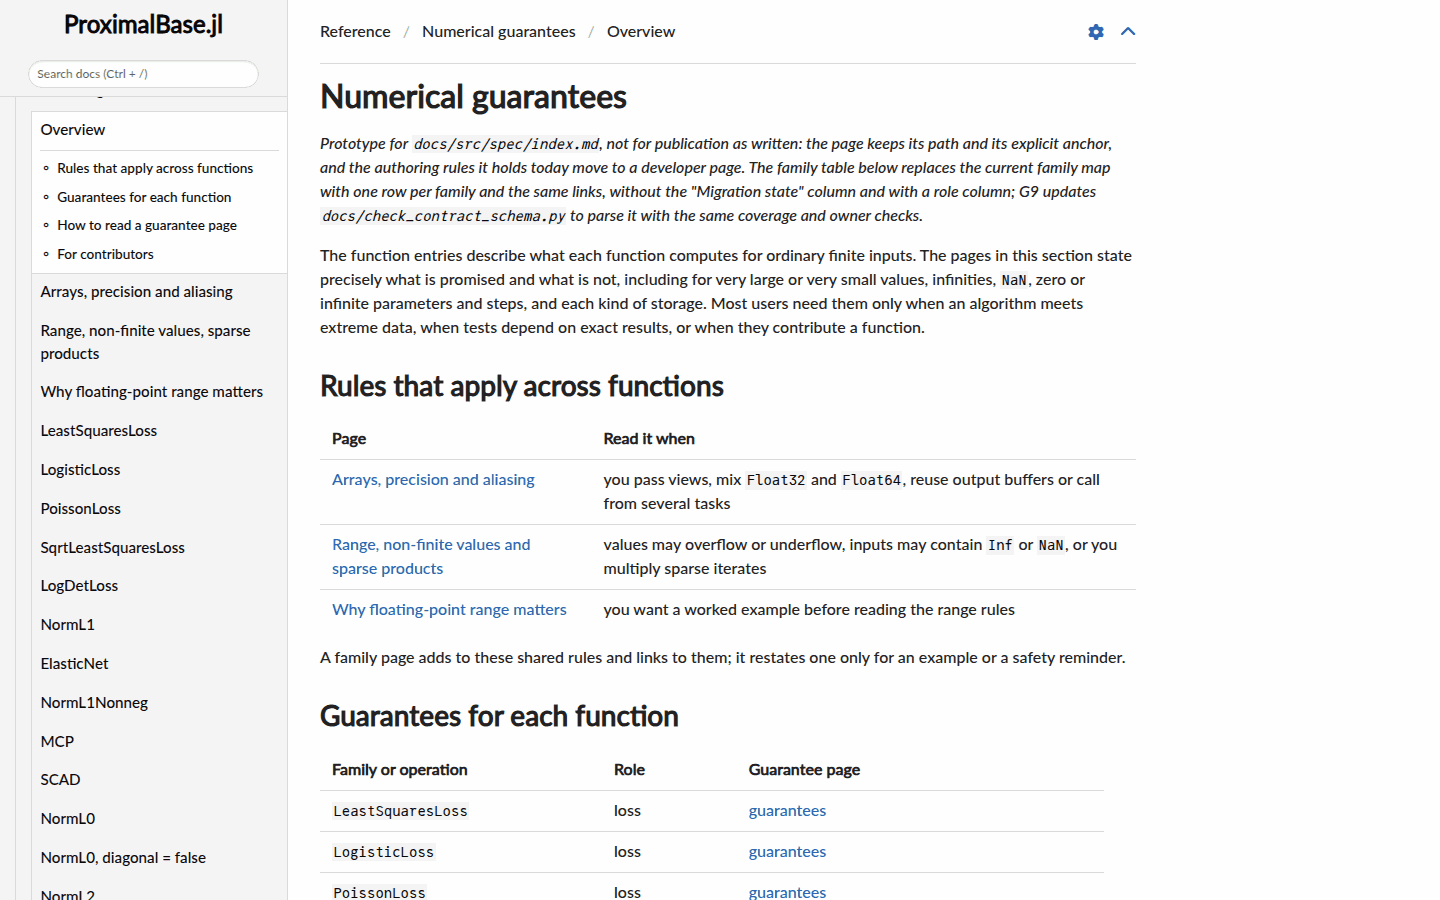 ProximalBase.jl
Search docs (Ctrl + /)
Overview
Rules that apply across functions
Guarantees for each function
How to read a guarantee page
For contributors
Arrays, precision and aliasing
Range, non-finite values, sparse
products
Why floating-point range matters
LeastSquaresLoss
LogisticLoss
PoissonLoss
SqrtLeastSquaresLoss
LogDetLoss
NormL1
ElasticNet
NormL1Nonneg
MCP
SCAD
NormL0
NormL0, diagonal = false
NormL2
Reference / Numerical guarantees / Overview
Numerical guarantees
Prototype for docs/src/spec/index.md, not for publication as written: the page keeps its path and its explicit anchor,
and the authoring rules it holds today move to a developer page. The family table below replaces the current family map
with one row per family and the same links, without the "Migration state" column and with a role column; G9 updates
docs/check_contract_schema.py to parse it with the same coverage and owner checks.
The function entries describe what each function computes for ordinary finite inputs. The pages in this section state
precisely what is promised and what is not, including for very large or very small values, infinities, NaN, zero or
infinite parameters and steps, and each kind of storage. Most users need them only when an algorithm meets
extreme data, when tests depend on exact results, or when they contribute a function.
Rules that apply across functions
Page Read it when
Arrays, precision and aliasing you pass views, mix Float32 and Float64, reuse output buffers or call
from several tasks
Range, non-finite values and values may overflow or underflow, inputs may contain Inf or NaN, or you
sparse products multiply sparse iterates
Why floating-point range matters you want a worked example before reading the range rules
A family page adds to these shared rules and links to them; it restates one only for an example or a safety reminder.
Guarantees for each function
Family or operation Role Guarantee page
LeastSquaresLoss loss guarantees
LogisticLoss loss guarantees
PoissonLoss loss guarantees